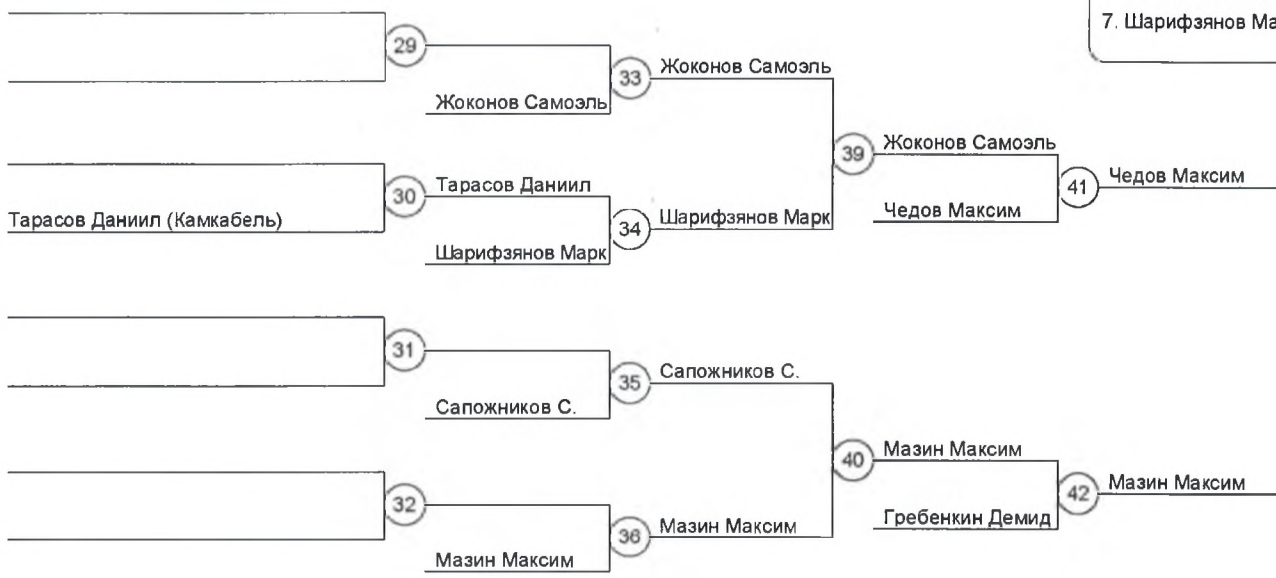 7. Шарифзянов Ма
29
33
Жоконов Самоэль
Жоконов Самоэль
39
Жоконов Самоэль
30
Тарасов Даниил
41
Чедов Максим
Тарасов Даниил (Камкабель)
34
Шарифзянов Марк
Чедов Максим
Шарифзянов Марк
31
35
Сапожников С.
Сапожников С.
40
Мазин Максим
32
42
Мазин Максим
36
Мазин Максим
Гребенкин Демид
Мазин Максим